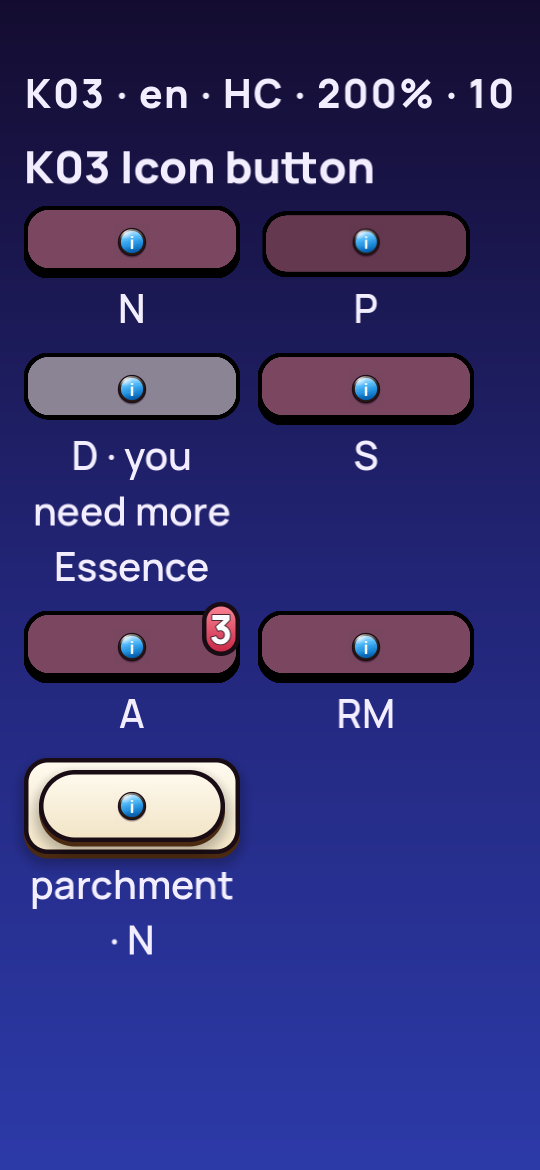 K03 · en · HC · 200% · 10
K03 Icon button
i i
N P
i i
D · you S
need more
Essence
i 3 i
A RM
i
parchment
· N